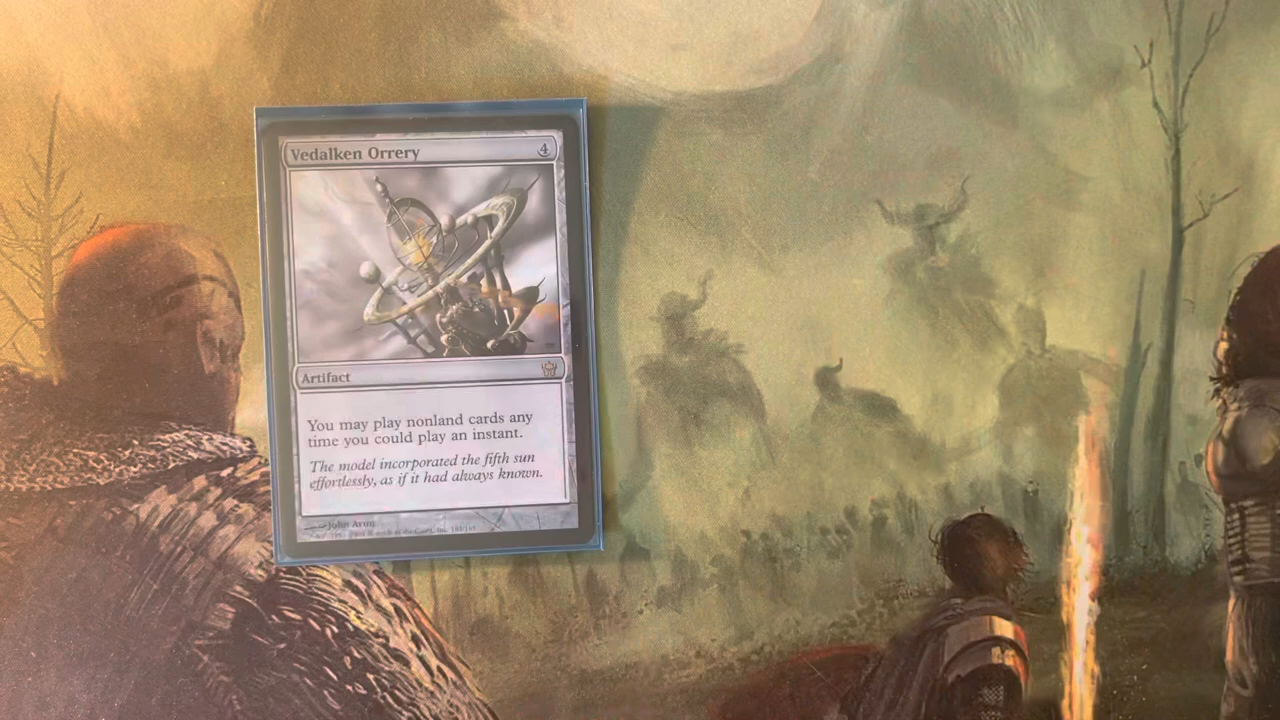 Vedalken Orrery 4
Artifact
You may play nonland cards any
time you could play an instant.
The model incorporated the fifth sun
effortlessly, as if it had always known.
John Avon